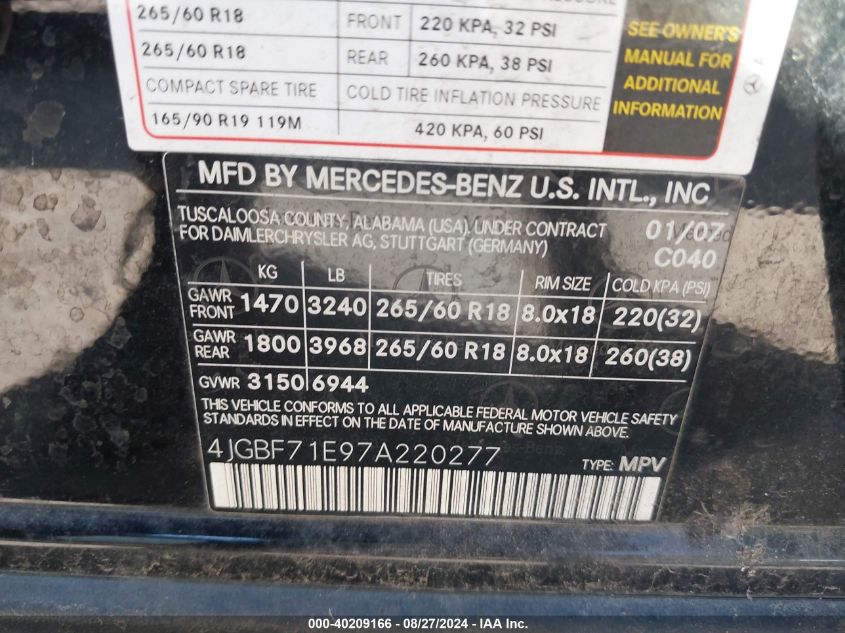 265/60 R18 FRONT 220 KPA, 32 PSI
265/60 R18 REAR 260 KPA, 38 PSI
COMPACT SPARE TIRE COLD TIRE INFLATION PRESSURE
165/90 R19 119M 420 KPA, 60 PSI
SEE OWNER'S
MANUAL FOR
ADDITIONAL
INFORMATION
MFD BY MERCEDES-BENZ U.S. INTL., INC
TUSCALOOSA COUNTY, ALABAMA (USA). UNDER CONTRACT 01/07
FOR DAIMLERCHRYSLER AG, STUTTGART (GERMANY) C040
KG LB TIRES RIM SIZE COLD KPA (PSI)
GAWR FRONT 1470 3240 265/60 R18 8.0x18 220(32)
GAWR REAR 1800 3968 265/60 R18 8.0x18 260(38)
GVWR 3150 6944
THIS VEHICLE CONFORMS TO ALL APPLICABLE FEDERAL MOTOR VEHICLE SAFETY
STANDARDS IN EFFECT ON THE DATE OF MANUFACTURE SHOWN ABOVE.
4JGBF71E97A220277 TYPE: MPV
000-40209166 - 08/27/2024 - IAA Inc.